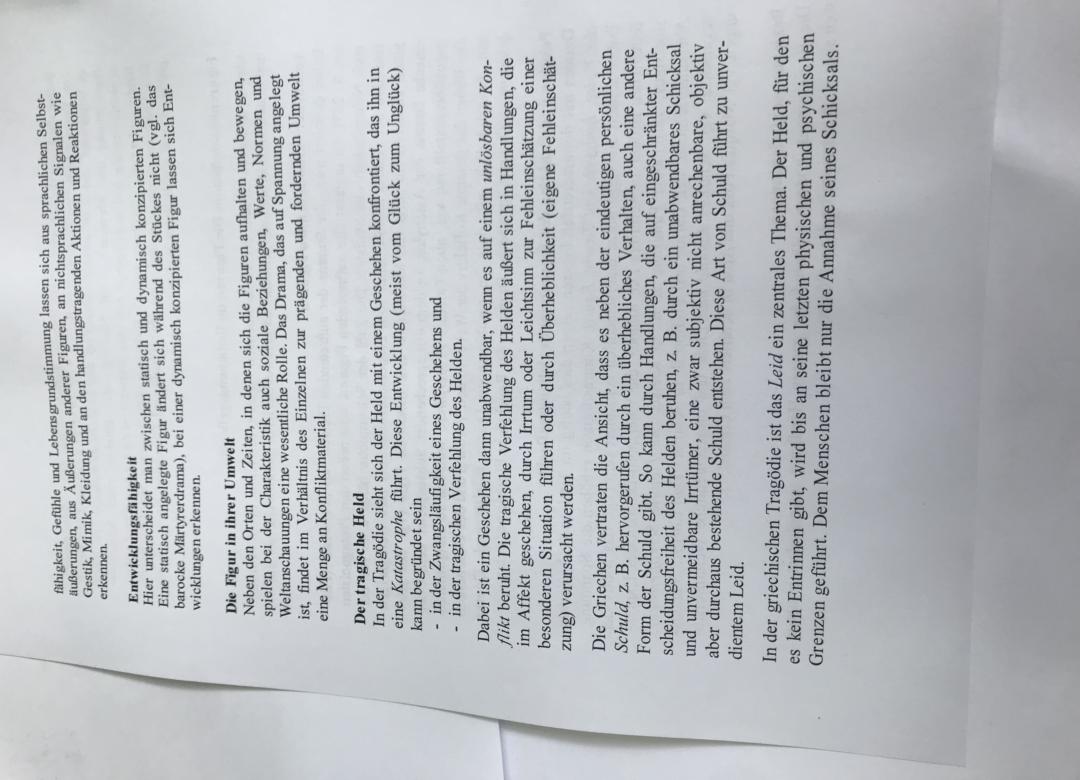 fähigkeit, Gefühle und Lebensgrundstimmung lassen sich aus sprachlichen Selbst-
äußerungen, aus Äußerungen anderer Figuren, an nichtsprachlichen Signalen wie
Gestik, Mimik, Kleidung und an den handlungstragenden Aktionen und Reaktionen
erkennen.
Entwicklungsfähigkeit
Hier unterscheidet man zwischen statisch und dynamisch konzipierten Figuren.
Eine statisch angelegte Figur ändert sich während des Stückes nicht (vgl. das
barocke Märtyrerdrama), bei einer dynamisch konzipierten Figur lassen sich Ent-
wicklungen erkennen.
Die Figur in ihrer Umwelt
Neben den Orten und Zeiten, in denen sich die Figuren aufhalten und bewegen,
spielen bei der Charakteristik auch soziale Beziehungen, Werte, Normen und
Weltanschauungen eine wesentliche Rolle. Das Drama, das auf Spannung angelegt
ist, findet im Verhältnis des Einzelnen zur prägenden und fordernden Umwelt
eine Menge an Konfliktmaterial.
Der tragische Held
In der Tragödie sieht sich der Held mit einem Geschehen konfrontiert, das ihn in
eine Katastrophe führt. Diese Entwicklung (meist vom Glück zum Unglück)
kann begründet sein
- in der Zwangsläufigkeit eines Geschehens und
- in der tragischen Verfehlung des Helden.
Dabei ist ein Geschehen dann unabwendbar, wenn es auf einem unlösbaren Kon-
flikt beruht. Die tragische Verfehlung des Helden äußert sich in Handlungen, die
im Affekt geschehen, durch Irrtum oder Leichtsinn zur Fehleinschätzung einer
besonderen Situation führen oder durch Überheblichkeit (eigene Fehleinschät-
zung) verursacht werden.
Die Griechen vertraten die Ansicht, dass es neben der eindeutigen persönlichen
Schuld, z. B. hervorgerufen durch ein überhebliches Verhalten, auch eine andere
Form der Schuld gibt. So kann durch Handlungen, die auf eingeschränkter Ent-
scheidungsfreiheit des Helden beruhen, z. B. durch ein unabwendbares Schicksal
und unvermeidbare Irrtümer, eine zwar subjektiv nicht anrechenbare, objektiv
aber durchaus bestehende Schuld entstehen. Diese Art von Schuld führt zu unver-
dientem Leid.
In der griechischen Tragödie ist das Leid ein zentrales Thema. Der Held, für den
es kein Entrinnen gibt, wird bis an seine letzten physischen und psychischen
Grenzen geführt. Dem Menschen bleibt nur die Annahme seines Schicksals.